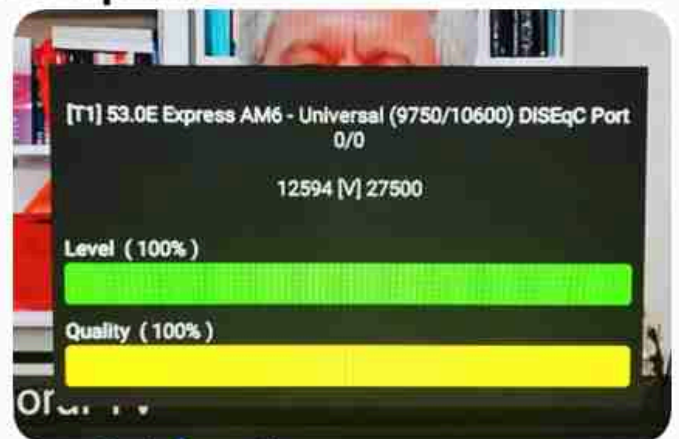 [T1] 53.0E Express AM6 - Universal (9750/10600) DISEqC Port
0/0
12594 [V] 27500
Level ( 100% )
Quality ( 100% )